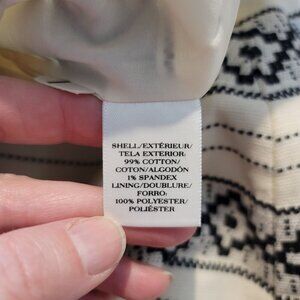 SHELL/EXTÉRIEUR/
TELA EXTERIOR:
99% COTTON/
COTON/ALGODÓN
1% SPANDEX
LINING/DOUBLURE/
FORRO:
100% POLYESTER/
POLIÉSTER